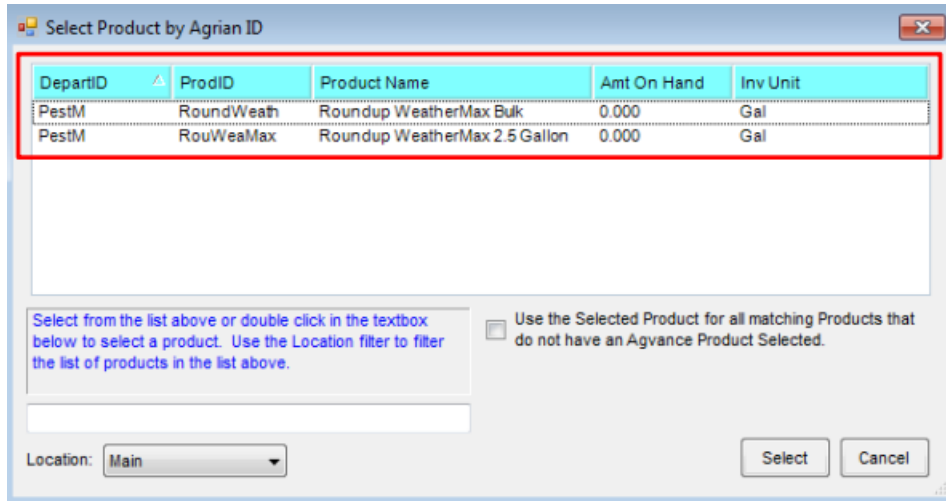 Select Product by Agrian ID
DepartID ProdID Product Name Amt On Hand Inv Unit
PestM RoundWeath Roundup WeatherMax Bulk 0.000 Gal
PestM RouWeaMax Roundup WeatherMax 2.5 Gallon 0.000 Gal
Select from the list above or double click in the textbox
below to select a product. Use the Location filter to filter
the list of products in the list above.
Use the Selected Product for all matching Products that
do not have an Agvance Product Selected.
Location: Main
Select Cancel